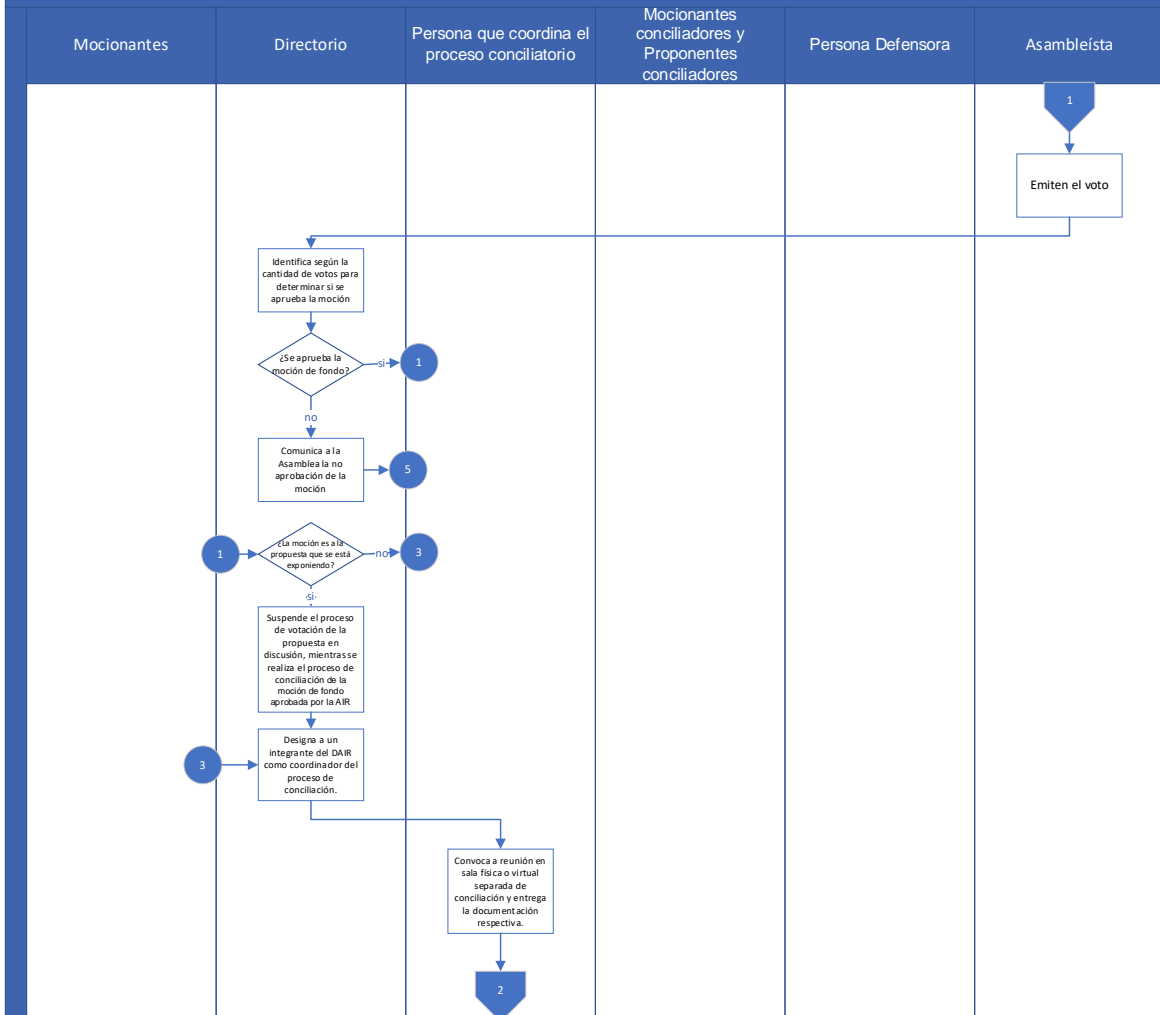 Mocionantes
Directorio
Persona que coordina el
proceso conciliatorio
Mocionantes
conciliadores y
Proponentes
conciliadores
Persona Defensora
Asambleísta
1
Emiten el voto
Identifica según la
cantidad de votos para
determinar si se
aprueba la moción
¿Se aprueba la
moción de fondo?
si
1
no
Comunica a la
Asamblea la no
aprobación de la
moción
5
1
¿La moción es a la
propuesta que se está
exponiendo?
no
3
si
Suspende el proceso
de votación de la
propuesta en
discusión, mientras se
realiza el proceso de
conciliación de la
moción de fondo
aprobada por la AIR
3
Designa a un
integrante del DAIR
como coordinador del
proceso de
conciliación.
Convoca a reunión en
sala física o virtual
separada de
conciliación y entrega
la documentación
respectiva.
2